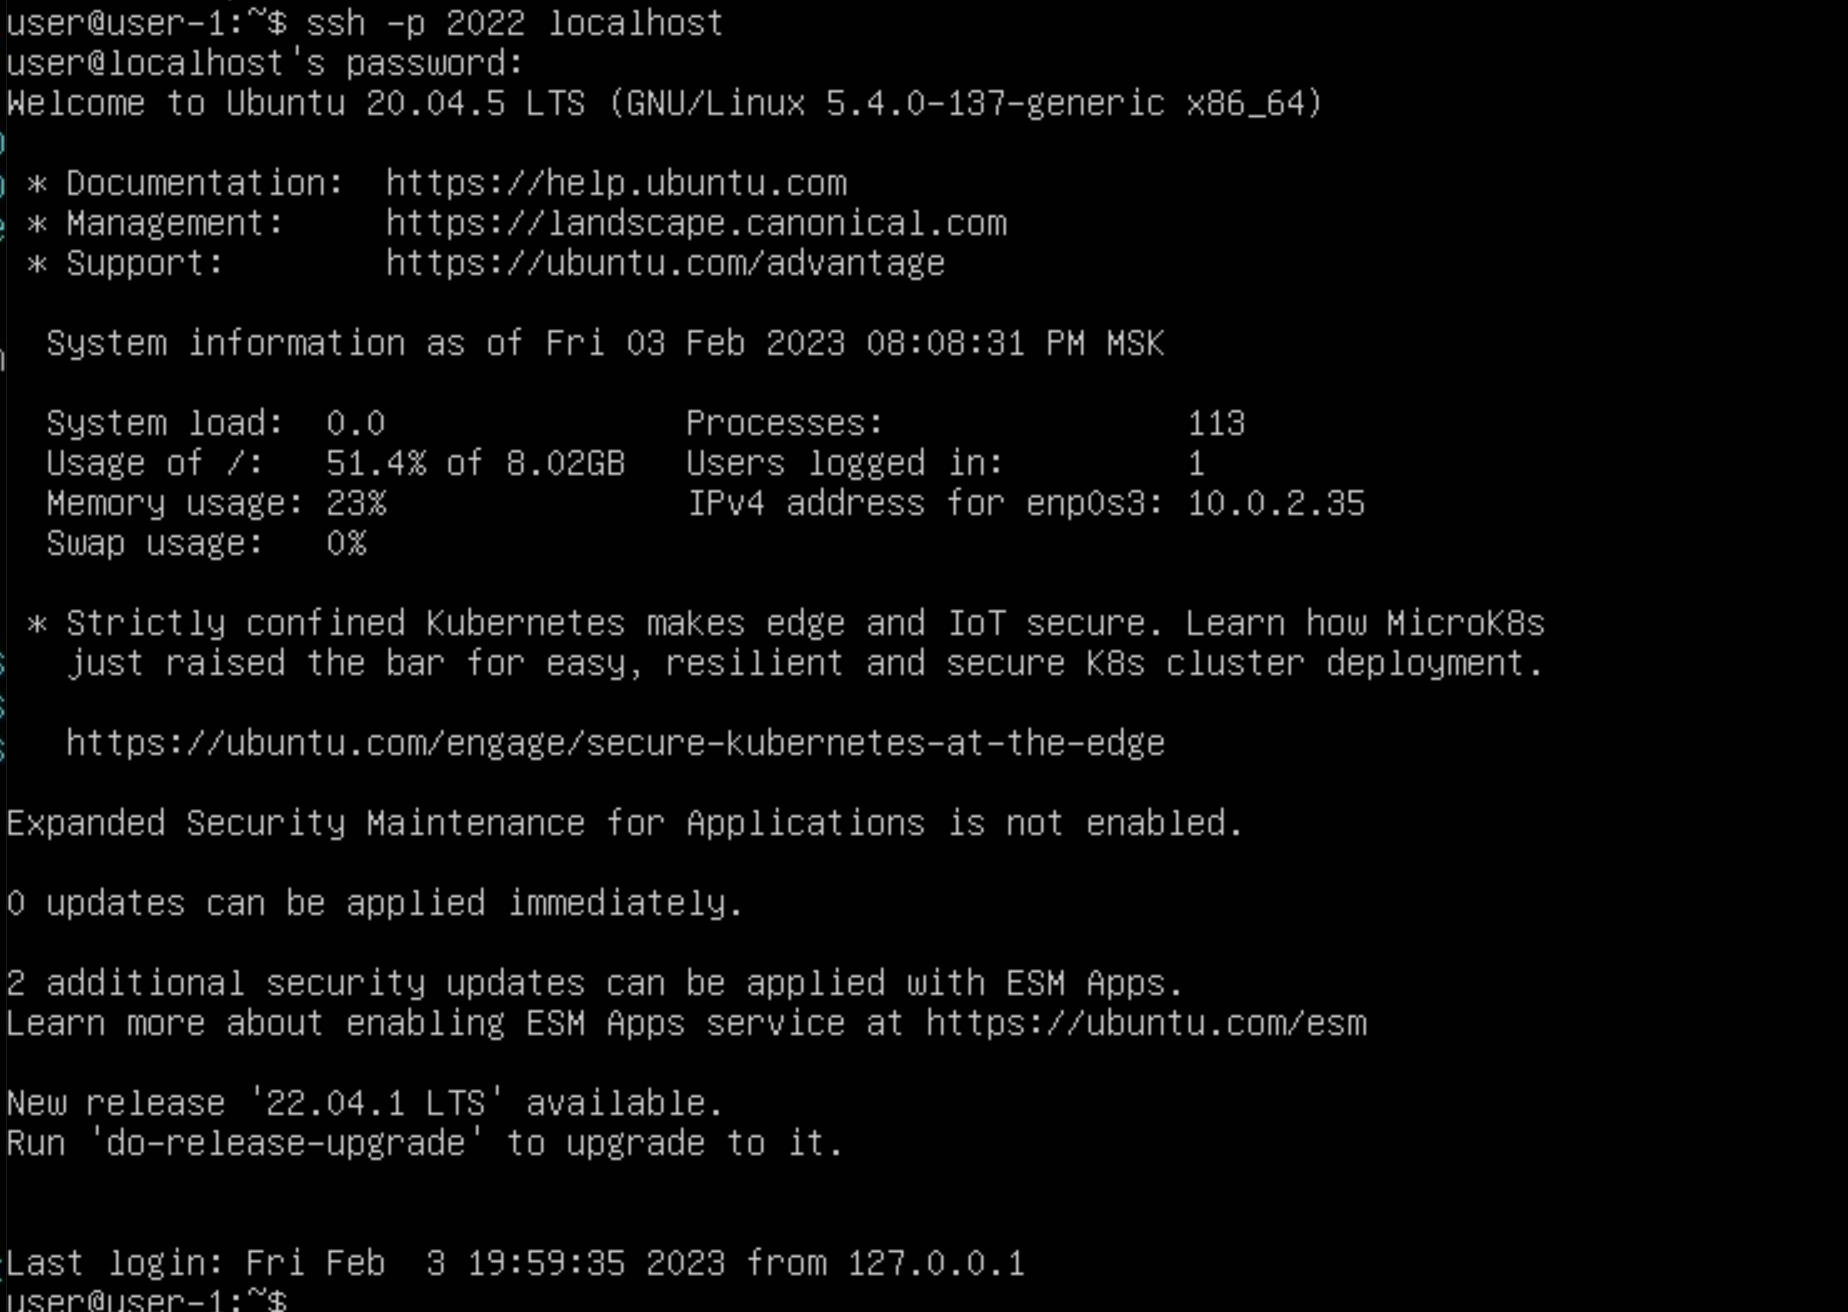 user@user-1:~$ ssh -p 2022 localhost
user@localhost's password:
Welcome to Ubuntu 20.04.5 LTS (GNU/Linux 5.4.0-137-generic x86_64)
* Documentation:  https://help.ubuntu.com
* Management:     https://landscape.canonical.com
* Support:        https://ubuntu.com/advantage
System information as of Fri 03 Feb 2023 08:08:31 PM MSK
System load:  0.0               Processes:               113
Usage of /:   51.4% of 8.02GB   Users logged in:         1
Memory usage: 23%               IPv4 address for enp0s3: 10.0.2.35
Swap usage:   0%
* Strictly confined Kubernetes makes edge and IoT secure. Learn how MicroK8s
just raised the bar for easy, resilient and secure K8s cluster deployment.
https://ubuntu.com/engage/secure-kubernetes-at-the-edge
Expanded Security Maintenance for Applications is not enabled.
0 updates can be applied immediately.
2 additional security updates can be applied with ESM Apps.
Learn more about enabling ESM Apps service at https://ubuntu.com/esm
New release '22.04.1 LTS' available.
Run 'do-release-upgrade' to upgrade to it.
Last login: Fri Feb  3 19:59:35 2023 from 127.0.0.1
user@user-1:~$